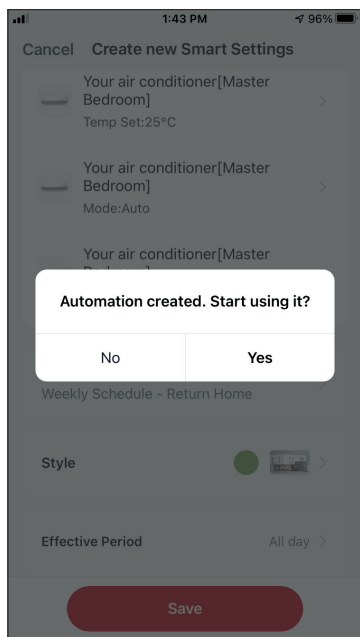 1:43 PM
96%
Cancel Create new Smart Settings
Your air conditioner[Master
Bedroom]
Temp Set:25°C
Your air conditioner[Master
Bedroom]
Mode:Auto
Your air conditioner[Master
Automation created. Start using it?
No Yes
Weekly Schedule - Return Home
Style
Effective Period All day
Save